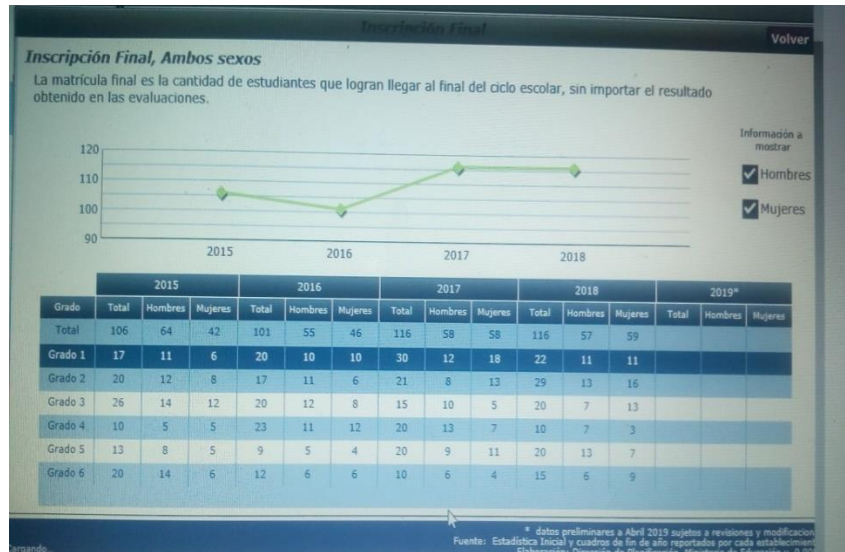 Inscripción Final
Volver
Inscripción Final, Ambos sexos
La matrícula final es la cantidad de estudiantes que logran llegar al final del ciclo escolar, sin importar el resultado
obtenido en las evaluaciones.
Información a
mostrar
Hombres
Mujeres
120
110
100
90
2015 2016 2017 2018
2015 2016 2017 2018 2019*
Grado Total Hombres Mujeres Total Hombres Mujeres Total Hombres Mujeres Total Hombres Mujeres Total Hombres Mujeres
Total 106 64 42 101 55 46 116 58 58 116 57 59
Grado 1 17 11 6 20 10 10 30 12 18 22 11 11
Grado 2 20 12 8 17 11 6 21 8 13 29 13 16
Grado 3 26 14 12 20 12 8 15 10 5 20 7 13
Grado 4 10 5 5 23 11 12 20 13 7 10 7 3
Grado 5 13 8 5 9 5 4 20 9 11 20 13 7
Grado 6 20 14 6 12 6 6 10 6 4 15 6 9
* datos preliminares a Abril 2019 sujetos a revisiones y modificacion
Fuente: Estadística Inicial y cuadros de fin de año reportados por cada establecimient